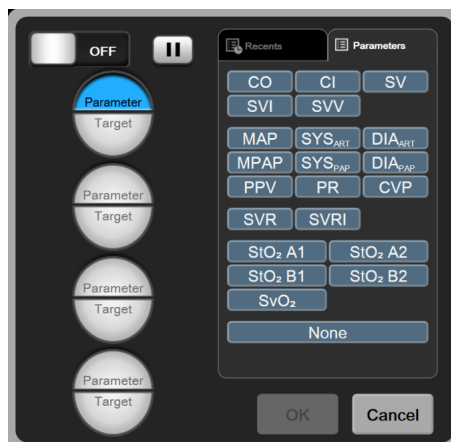 OFF
Recents
Parameters
Parameter
Target
Parameter
Target
Parameter
Target
Parameter
Target
CO CI SV
SVI SVV
MAP SYSART DIAART
MPAP SYSPAP DIAPAP
PPV PR CVP
SVR SVRI
StO₂ A1 StO₂ A2
StO₂ B1 StO₂ B2
SvO₂
None
OK Cancel